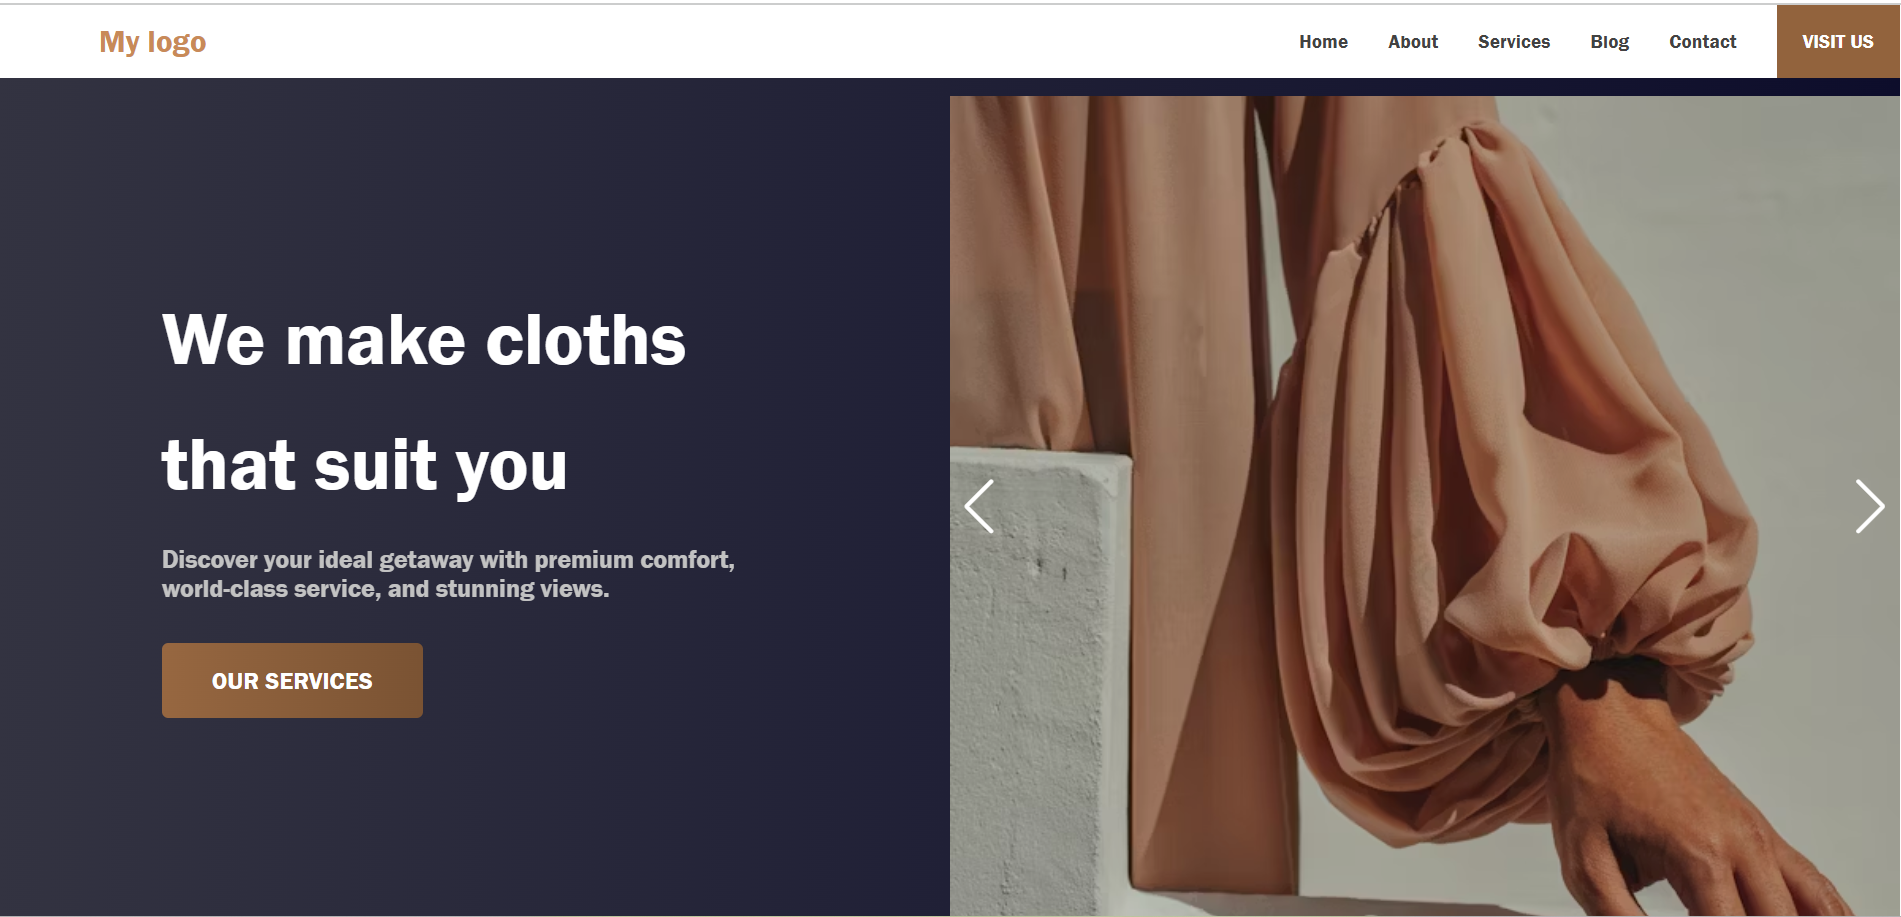 My logo
Home
About
Services
Blog
Contact
VISIT US
We make cloths
that suit you
Discover your ideal getaway with premium comfort,
world-class service, and stunning views.
OUR SERVICES